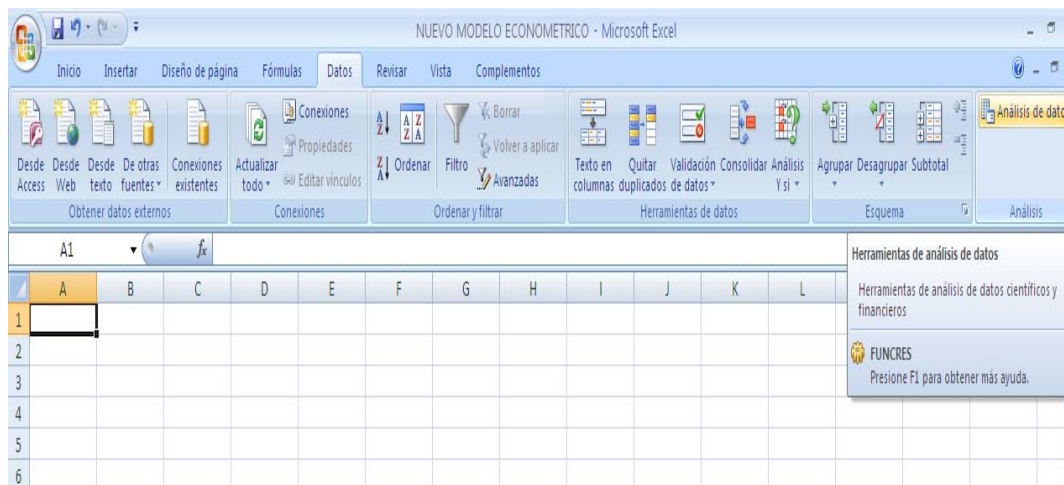 NUEVO MODELO ECONOMETRICO - Microsoft Excel
Inicio Insertar Diseño de página Fórmulas Datos Revisar Vista Complementos
Desde Access
Desde Web
Desde texto
De otras fuentes
Conexiones existentes
Obtener datos externos
Actualizar todo
Conexiones
Propiedades
Editar vínculos
Conexiones
Ordenar
Filtro
Borrar
Volver a aplicar
Avanzadas
Ordenar y filtrar
Texto en columnas
Quitar duplicados
Validación de datos
Consolidar
Análisis Y si
Herramientas de datos
Agrupar
Desagrupar
Subtotal
Esquema
Análisis de dato
Análisis
A1
fx
Herramientas de análisis de datos
Herramientas de análisis de datos científicos y
financieros
FUNCRES
Presione F1 para obtener más ayuda.
A B C D E F G H I J K L
1
2
3
4
5
6